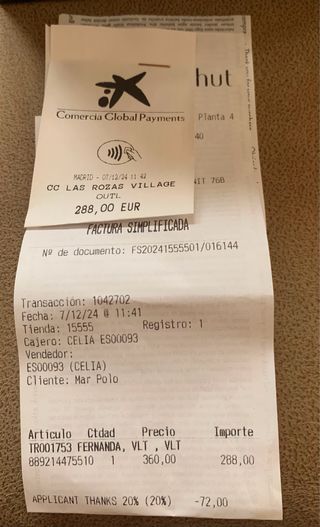 hut
Comercia Global Payments
Planta 4
40
MADRID - 07/12/24 11:42
CC LAS ROZAS VILLAGE
OUTL
288,00 EUR
NIT 76B
FACTURA SIMPLIFICADA
Nº de documento: FS20241555501/016144
Transacción: 1042702
Fecha: 7/12/24 @ 11:41
Tienda: 15555 Registro: 1
Cajero: CELIA ES00093
Vendedor:
ES00093 (CELIA)
Cliente: Mar Polo
Artículo Ctdad Precio Importe
TR001753 FERNANDA, VLT , VLT
889214475510 1 360,00 288,00
APPLICANT THANKS 20% (20%) -72,00